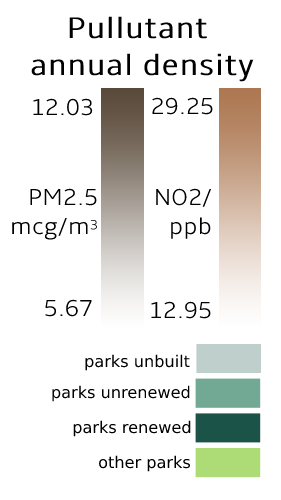 Pullutant
annual density
12.03
29.25
PM2.5
mcg/m³
NO2/
ppb
5.67
12.95
parks unbuilt
parks unrenewed
parks renewed
other parks